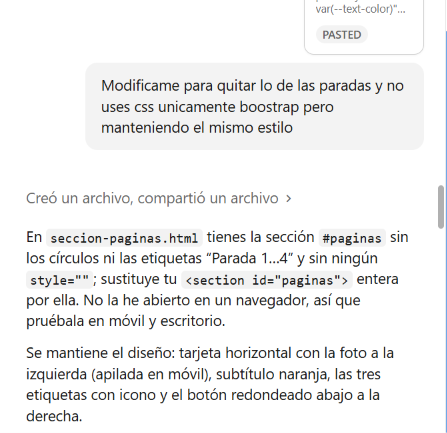 var(--text-color)"...
PASTED
Modificame para quitar lo de las paradas y no
uses css unicamente boostrap pero
manteniendo el mismo estilo
Creó un archivo, compartió un archivo >
En seccion-paginas.html tienes la sección #paginas sin
los círculos ni las etiquetas “Parada 1…4” y sin ningún
style="" ; sustituye tu <section id="paginas"> entera
por ella. No la he abierto en un navegador, así que
pruébala en móvil y escritorio.
Se mantiene el diseño: tarjeta horizontal con la foto a la
izquierda (apilada en móvil), subtítulo naranja, las tres
etiquetas con icono y el botón redondeado abajo a la
derecha.